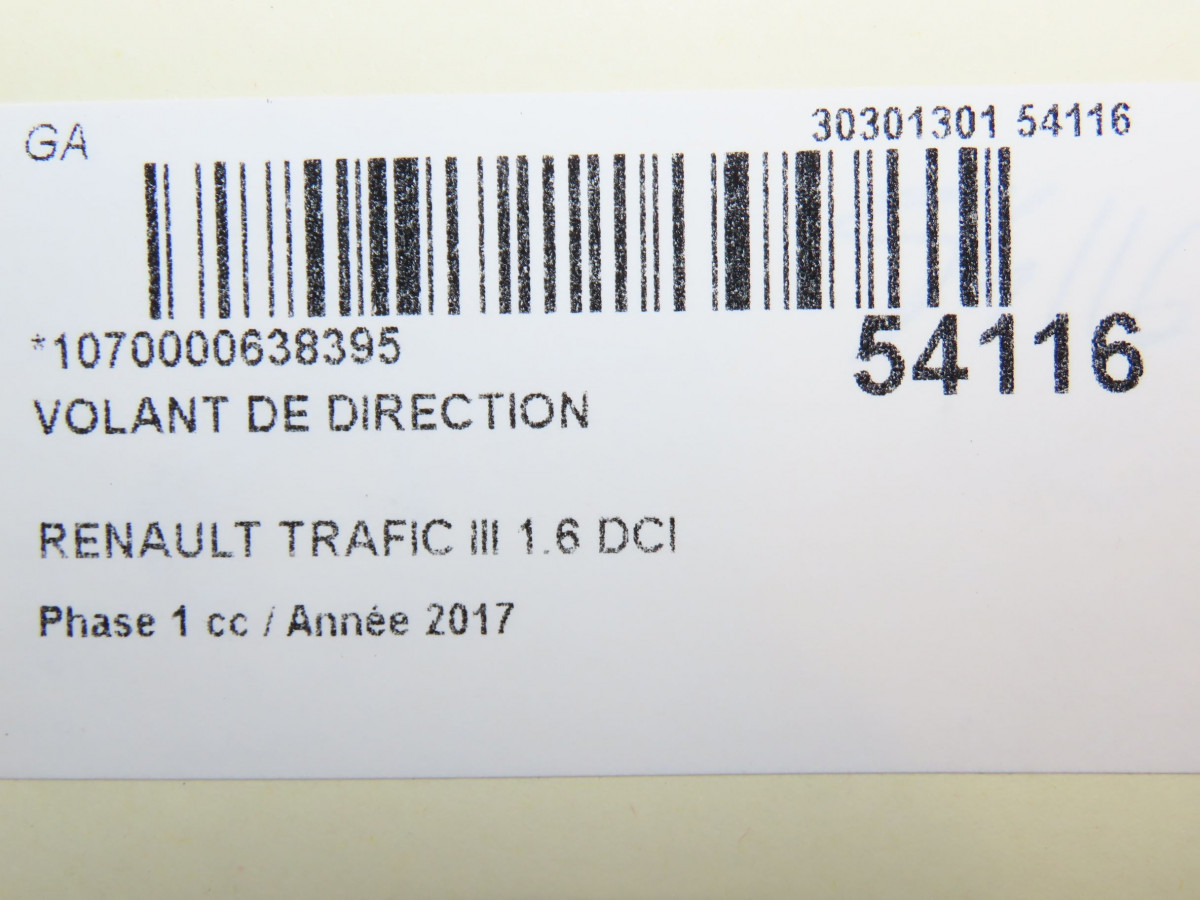 GA
30301301 54116
*1070000638395
54116
VOLANT DE DIRECTION
RENAULT TRAFIC III 1.6 DCI
Phase 1 cc / Année 2017